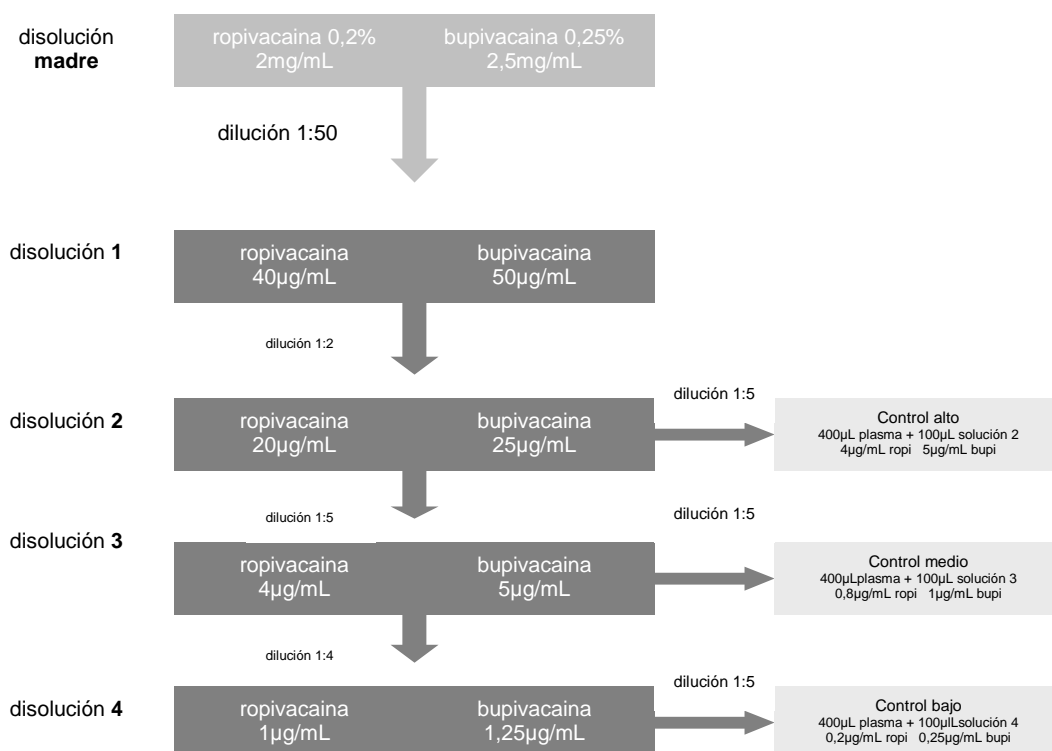 disolución
madre
ropivacaina 0,2%
2mg/mL
bupivacaina 0,25%
2,5mg/mL
dilución 1:50
disolución 1
ropivacaina
40µg/mL
bupivacaina
50µg/mL
dilución 1:2
disolución 2
ropivacaina
20µg/mL
bupivacaina
25µg/mL
dilución 1:5
Control alto
400µL plasma + 100µL solución 2
4µg/mL ropi 5µg/mL bupi
dilución 1:5
dilución 1:5
disolución 3
ropivacaina
4µg/mL
bupivacaina
5µg/mL
Control medio
400µLplasma + 100µL solución 3
0,8µg/mL ropi 1µg/mL bupi
dilución 1:4
dilución 1:5
disolución 4
ropivacaina
1µg/mL
bupivacaina
1,25µg/mL
Control bajo
400µL plasma + 100µlLsolución 4
0,2µg/mL ropi 0,25µg/mL bupi